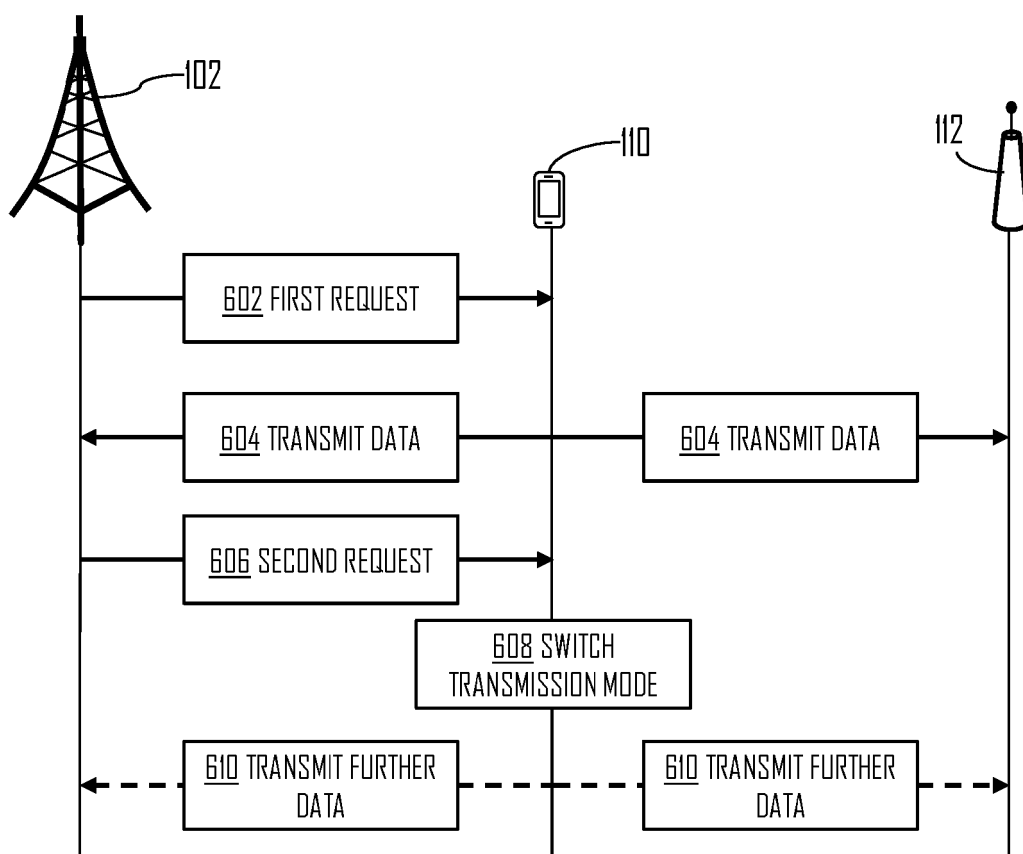 102
110
112
602 FIRST REQUEST
604 TRANSMIT DATA
604 TRANSMIT DATA
606 SECOND REQUEST
608 SWITCH
TRANSMISSION MODE
610 TRANSMIT FURTHER
DATA
610 TRANSMIT FURTHER
DATA